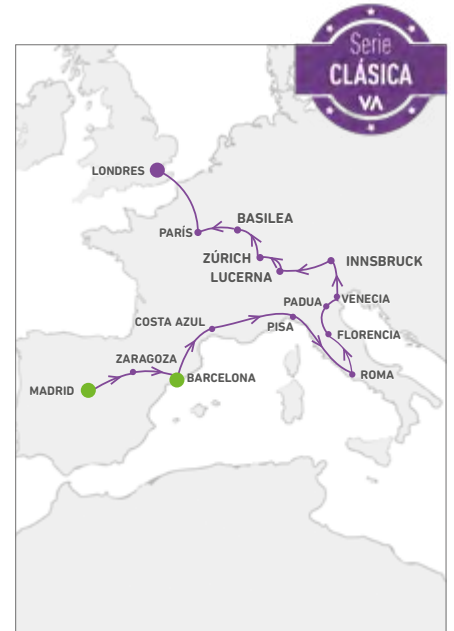 Serie
CLÁSICA
VA
LONDRES
PARÍS
BASILEA
ZÚRICH
LUCERNA
INNSBRUCK
PADUA
VENECIA
COSTA AZUL
PISA
FLORENCIA
ZARAGOZA
ROMA
MADRID
BARCELONA